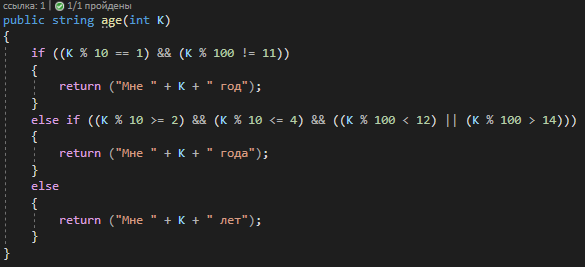 ссылка: 1 | 1/1 пройдены
public string age(int K)
{
    if ((K % 10 == 1) && (K % 100 != 11))
    {
        return ("Мне " + K + " год");
    }
    else if ((K % 10 >= 2) && (K % 10 <= 4) && ((K % 100 < 12) || (K % 100 > 14)))
    {
        return ("Мне " + K + " года");
    }
    else
    {
        return ("Мне " + K + " лет");
    }
}